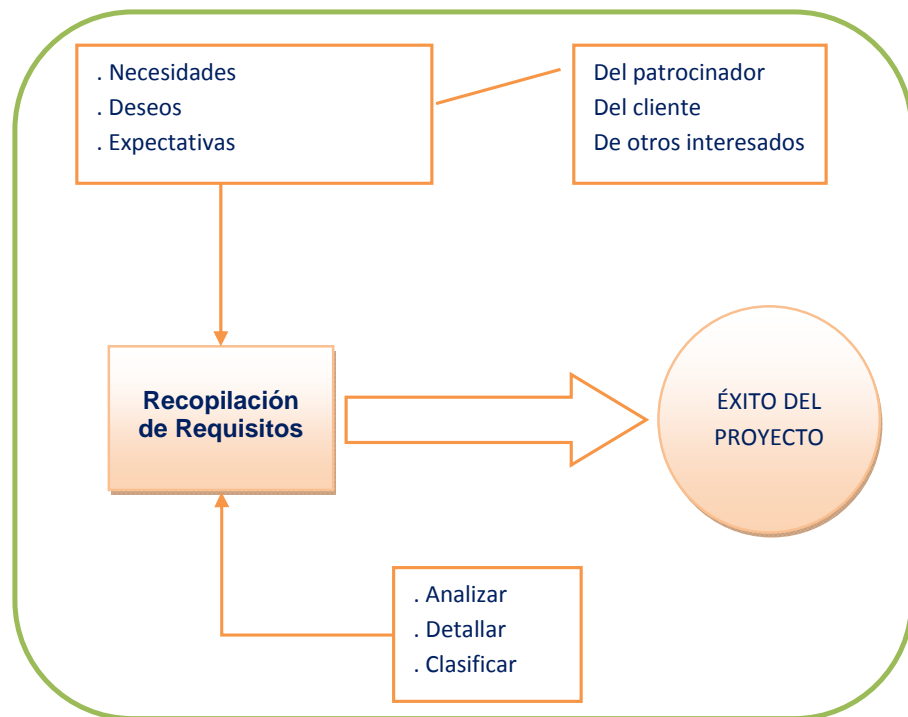 . Necesidades
. Deseos
. Expectativas
Del patrocinador
Del cliente
De otros interesados
Recopilación
de Requisitos
ÉXITO DEL
PROYECTO
. Analizar
. Detallar
. Clasificar